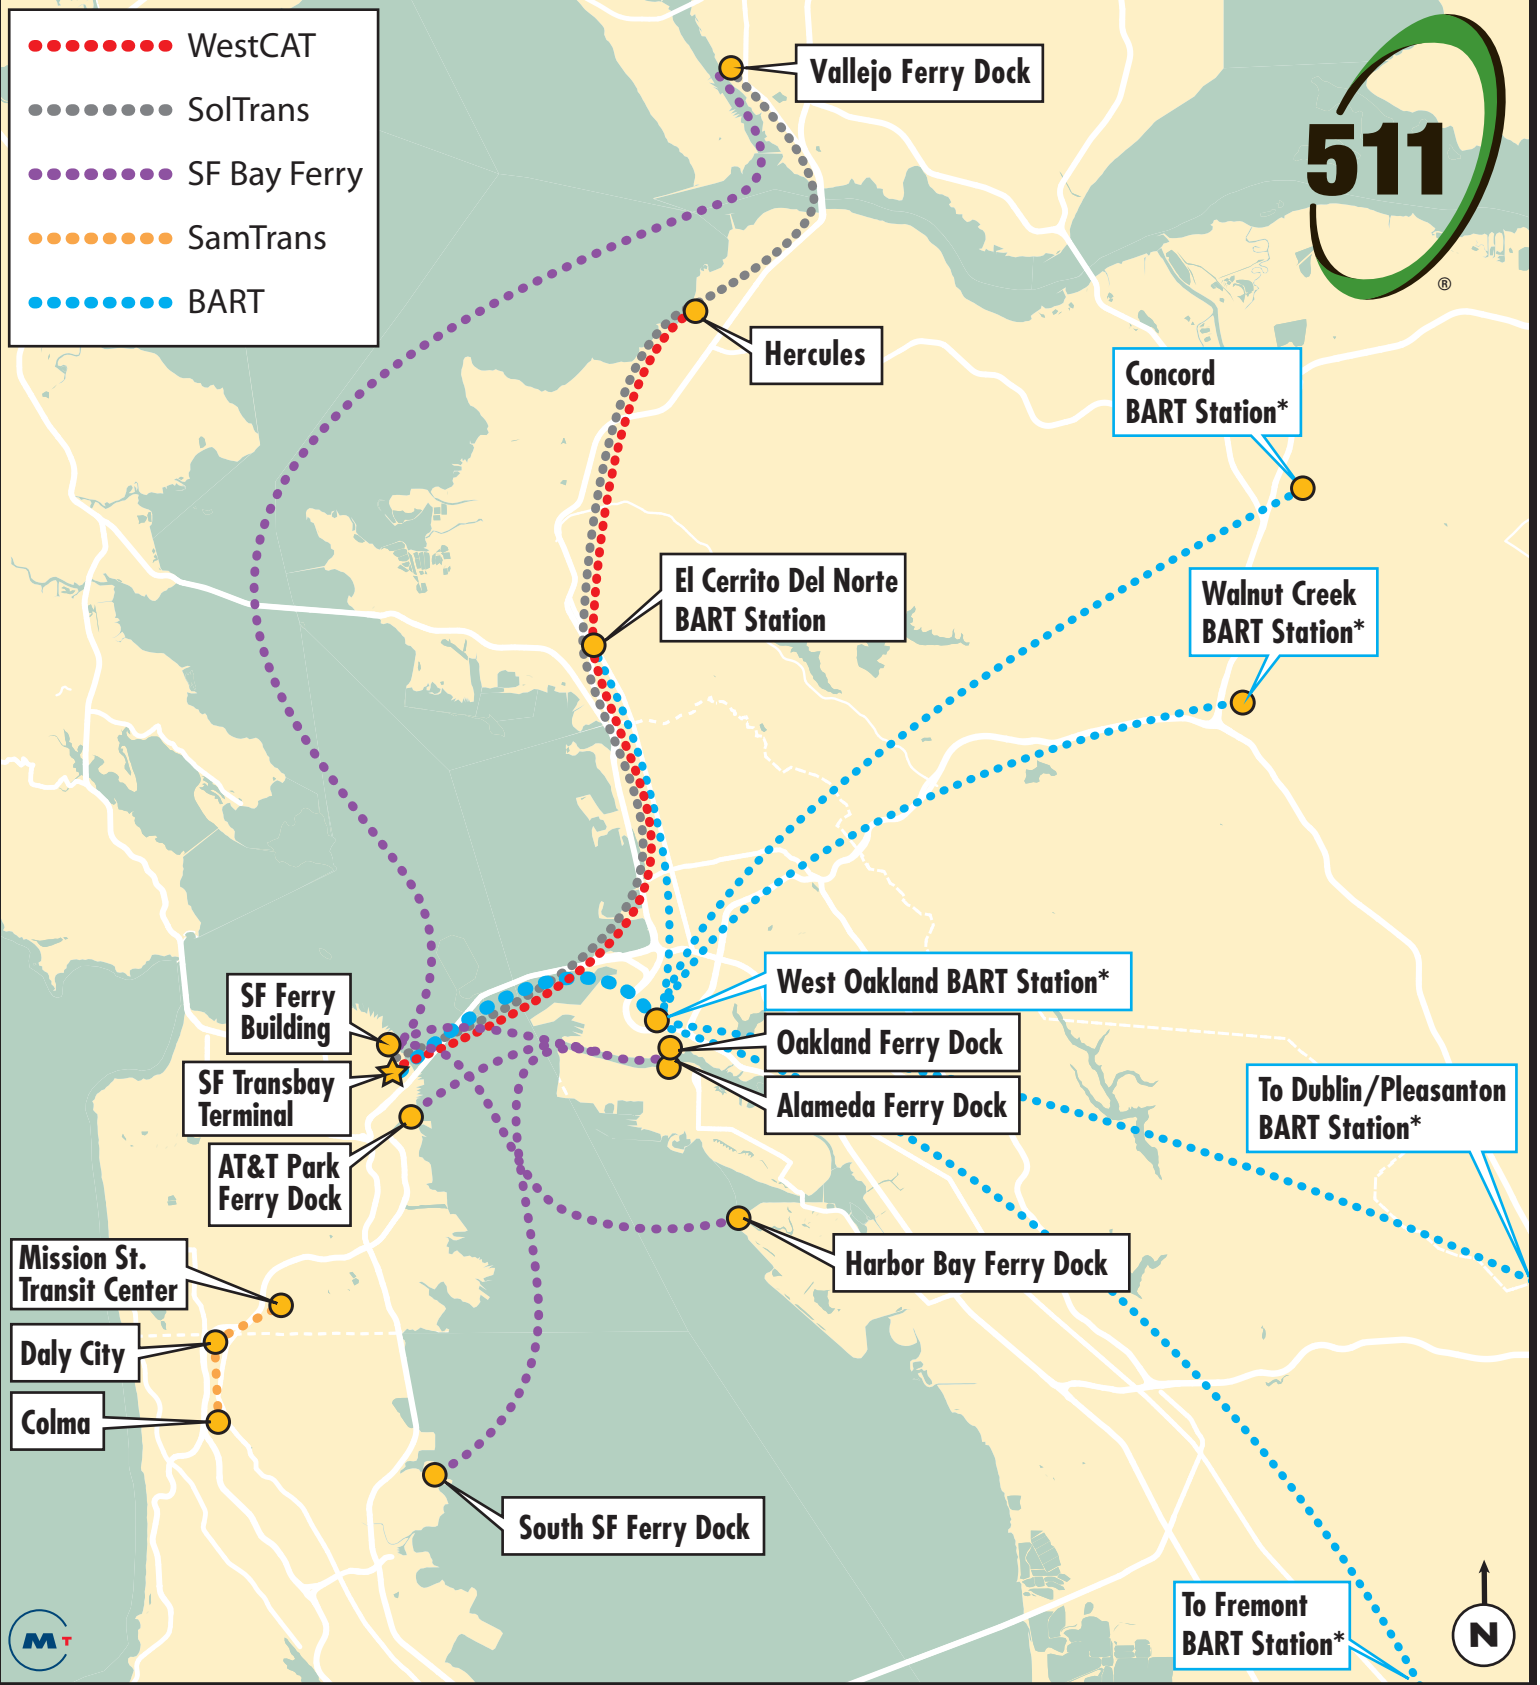 WestCAT
SolTrans
SF Bay Ferry
SamTrans
BART
Vallejo Ferry Dock
511
®
Hercules
Concord
BART Station*
El Cerrito Del Norte
BART Station
Walnut Creek
BART Station*
West Oakland BART Station*
SF Ferry
Building
Oakland Ferry Dock
SF Transbay
Terminal
Alameda Ferry Dock
To Dublin/Pleasanton
BART Station*
AT&T Park
Ferry Dock
Mission St.
Transit Center
Harbor Bay Ferry Dock
Daly City
Colma
South SF Ferry Dock
To Fremont
BART Station*
M T
N